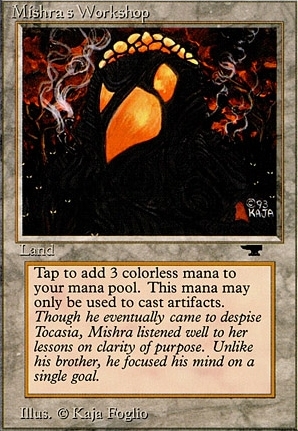 Mishra's Workshop
©93
KAJA
Land
Tap to add 3 colorless mana to
your mana pool. This mana may
only be used to cast artifacts.
Though he eventually came to despise
Tocasia, Mishra listened well to her
lessons on clarity of purpose. Unlike
his brother, he focused his mind on a
single goal.
Illus. © Kaja Foglio